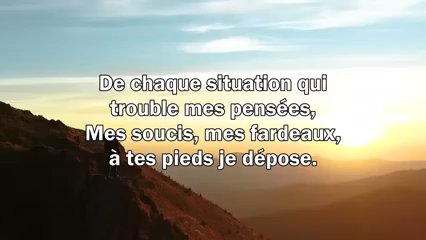 De chaque situation qui
trouble mes pensées,
Mes soucis, mes fardeaux,
à tes pieds je dépose.